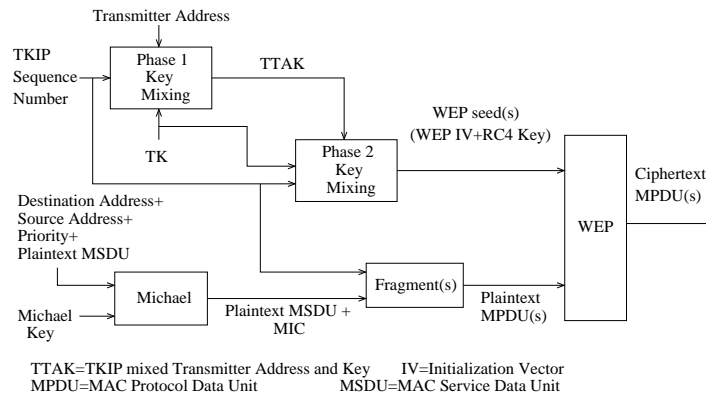 Transmitter Address
TKIP
Sequence
Number
Phase 1
Key
Mixing
TTAK
TK
Phase 2
Key
Mixing
WEP seed(s)
(WEP IV+RC4 Key)
WEP
Ciphertext
MPDU(s)
Destination Address+
Source Address+
Priority+
Plaintext MSDU
Michael
Michael
Key
Plaintext MSDU +
MIC
Fragment(s)
Plaintext
MPDU(s)
TTAK=TKIP mixed Transmitter Address and Key IV=Initialization Vector
MPDU=MAC Protocol Data Unit MSDU=MAC Service Data Unit